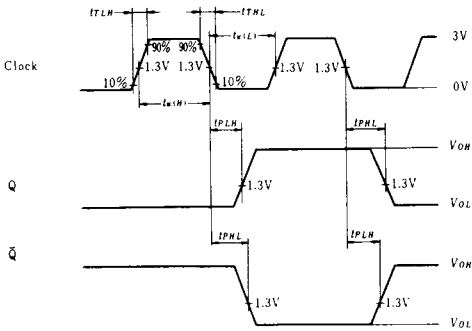 tTLH tTHL
tw(L)
90% 90%
3V
Clock
1.3V 1.3V 1.3V 1.3V
10% 10%
0V
tw(H)
tPLH tPHL
VOH
Q
1.3V 1.3V
VOL
tPHL tPLH
Q̄
VOH
1.3V 1.3V
VOL